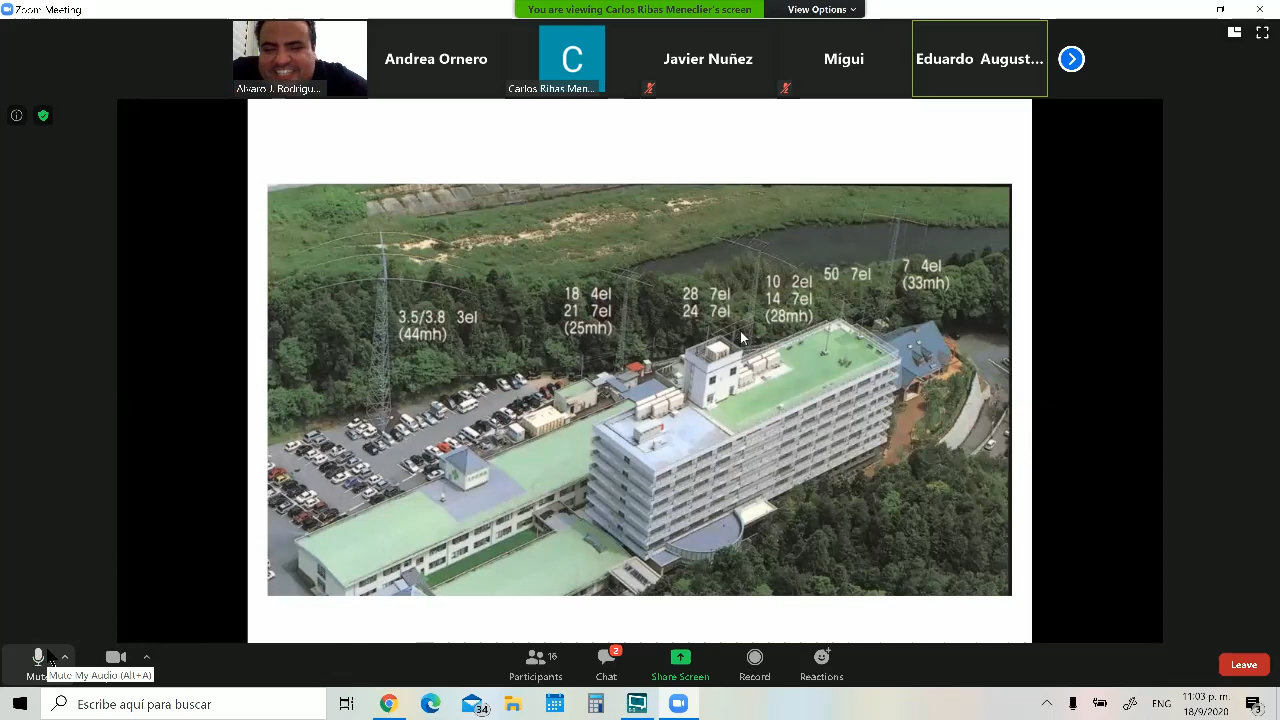 Zoom Meeting
You are viewing Carlos Ribas Meneclier's screen
View Options
Alvaro J. Rodrigu...
Andrea Ornero
C
Carlos Ribas Men...
Javier Nuñez
Mígui
Eduardo August...
3.5/3.8 3el
(44mh)
18 4el
21 7el
(25mh)
28 7el
24 7el
10 2el
14 7el
(28mh)
50 7el
7 4el
(33mh)
Mute
Mute My Audio (Alt+A)
Participants
16
Chat
2
Share Screen
Record
Reactions
Leave
Escribe aquí para buscar
34
ENG
11:03 p. m.
18/9/2020
3